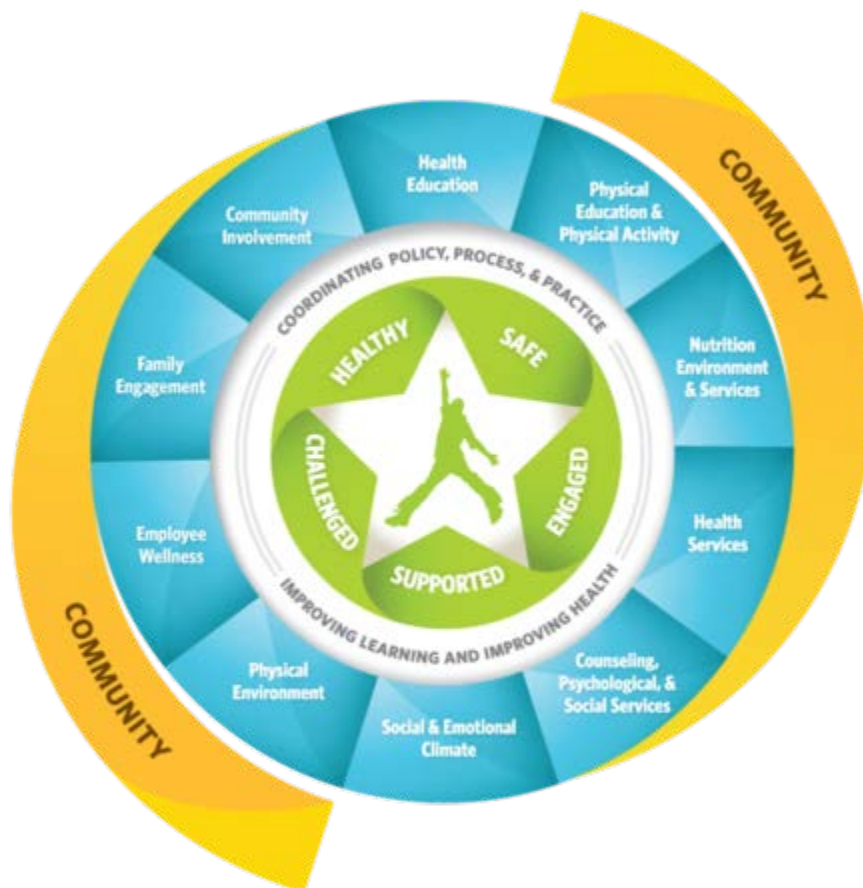 COMMUNITY
Health
Education
Physical
Education &
Physical Activity
Nutrition
Environment
& Services
Health
Services
Counseling,
Psychological, &
Social Services
Social & Emotional
Climate
Physical
Environment
Employee
Wellness
Family
Engagement
Community
Involvement
COORDINATING POLICY, PROCESS, & PRACTICE
IMPROVING LEARNING AND IMPROVING HEALTH
HEALTHY
SAFE
ENGAGED
SUPPORTED
CHALLENGED
COMMUNITY